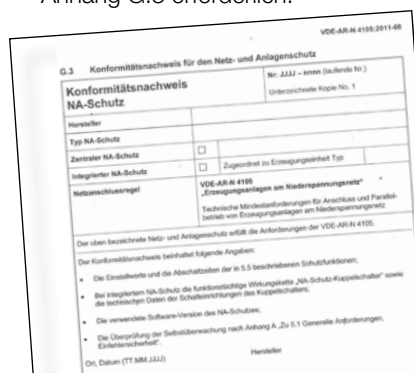 Anhang G.3 erforderlich.
VDE-AR-N 4105:2011-08
G.3 Konformitätsnachweis für den Netz- und Anlagenschutz
Konformitätsnachweis
NA-Schutz
Nr: JJJJ – nnnn (laufende Nr.)
Unterzeichnete Kopie No. 1
Hersteller
Typ NA-Schutz
Zentraler NA-Schutz
Integrierter NA-Schutz
Zugeordnet zu Erzeugungseinheit Typ
Netzanschlussregel
VDE-AR-N 4105
„Erzeugungsanlagen am Niederspannungsnetz“
Technische Mindestanforderungen für Anschluss und Parallel-
betrieb von Erzeugungsanlagen am Niederspannungsnetz
Der oben bezeichnete Netz- und Anlagenschutz erfüllt die Anforderungen der VDE-AR-N 4105.
Der Konformitätsnachweis beinhaltet folgende Angaben:
• Die Einstellwerte und die Abschaltzeiten der in 5.5 beschriebenen Schutzfunktionen;
• Bei integriertem NA-Schutz die funktionstüchtige Wirkungskette „NA-Schutz-Kuppelschalter“ sowie
die technischen Daten der Schalteinrichtungen des Kuppelschalters;
• Die verwendete Software-Version des NA-Schutzes;
• Die Überprüfung der Selbstüberwachung nach Anhang A „Zu 5.1 Generelle Anforderungen,
Einfehlersicherheit“.
Ort, Datum (TT.MM.JJJJ)
Hersteller